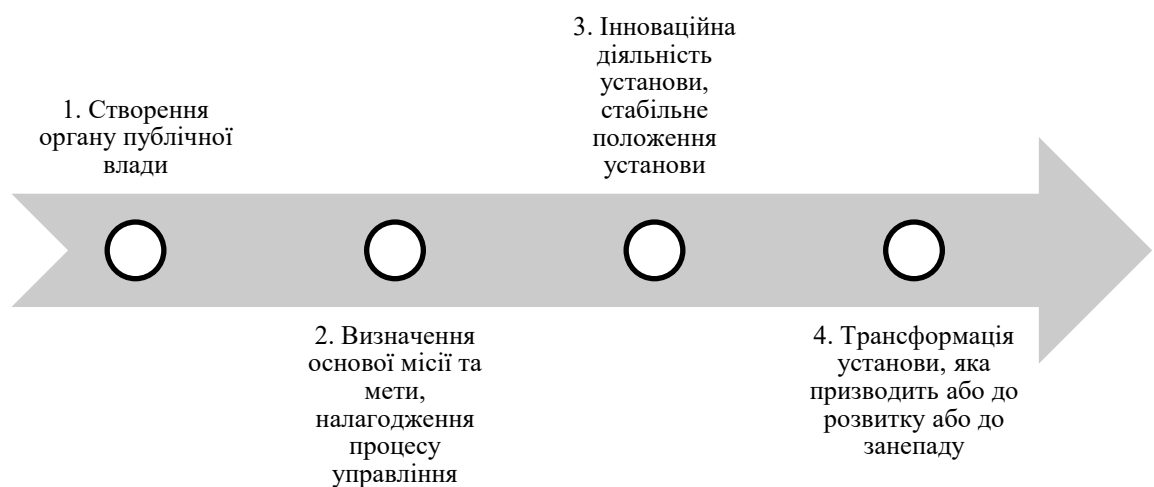 1. Створення
органу публічної
влади
2. Визначення
основої місії та
мети,
налагодження
процесу
управління
3. Інноваційна
діяльність
установи,
стабільне
положення
установи
4. Трансформація
установи, яка
призводить або до
розвитку або до
занепаду